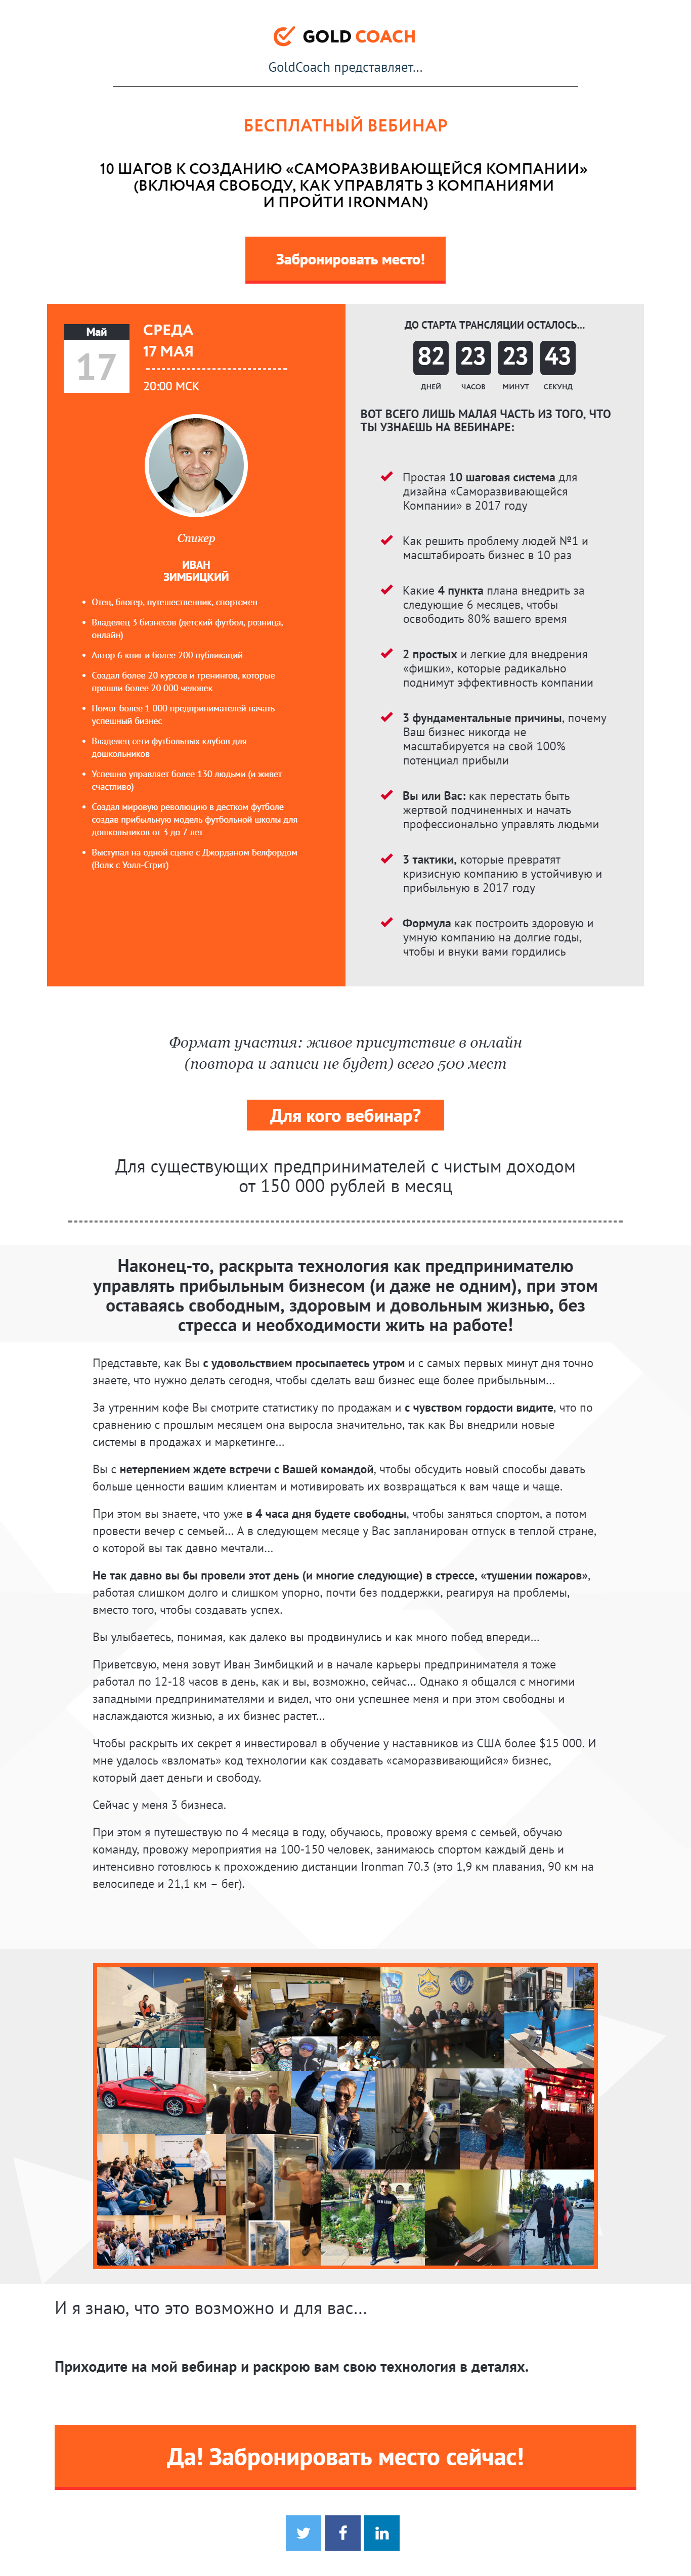 GOLD COACH
GoldCoach представляет...
БЕСПЛАТНЫЙ ВЕБИНАР
10 ШАГОВ К СОЗДАНИЮ «САМОРАЗВИВАЮЩЕЙСЯ КОМПАНИИ»
(ВКЛЮЧАЯ СВОБОДУ, КАК УПРАВЛЯТЬ 3 КОМПАНИЯМИ
И ПРОЙТИ IRONMAN)
Забронировать место!
Май
17
СРЕДА
17 МАЯ
20:00 МСК
Спикер
ИВАН
ЗИМБИЦКИЙ
• Отец, блогер, путешественник, спортсмен
• Владелец 3 бизнесов (детский футбол, розница,
онлайн)
• Автор 6 книг и более 200 публикаций
• Создал более 20 курсов и тренингов, которые
прошли более 20 000 человек
• Помог более 1 000 предпринимателей начать
успешный бизнес
• Владелец сети футбольных клубов для
дошкольников
• Успешно управляет более 130 людьми (и живет
счастливо)
• Создал мировую революцию в дестком футболе
создав прибыльную модель футбольной школы для
дошкольников от 3 до 7 лет
• Выступал на одной сцене с Джорданом Белфордом
(Волк с Уолл-Стрит)
ДО СТАРТА ТРАНСЛЯЦИИ ОСТАЛОСЬ...
82 23 23 43
ДНЕЙ ЧАСОВ МИНУТ СЕКУНД
ВОТ ВСЕГО ЛИШЬ МАЛАЯ ЧАСТЬ ИЗ ТОГО, ЧТО
ТЫ УЗНАЕШЬ НА ВЕБИНАРЕ:
Простая 10 шаговая система для
дизайна «Саморазвивающейся
Компании» в 2017 году
Как решить проблему людей №1 и
масштабироать бизнес в 10 раз
Какие 4 пункта плана внедрить за
следующие 6 месяцев, чтобы
освободить 80% вашего время
2 простых и легкие для внедрения
«фишки», которые радикально
поднимут эффективность компании
3 фундаментальные причины, почему
Ваш бизнес никогда не
масштабируется на свой 100%
потенциал прибыли
Вы или Вас: как перестать быть
жертвой подчиненных и начать
профессионально управлять людьми
3 тактики, которые превратят
кризисную компанию в устойчивую и
прибыльную в 2017 году
Формула как построить здоровую и
умную компанию на долгие годы,
чтобы и внуки вами гордились
Формат участия: живое присутствие в онлайн
(повтора и записи не будет) всего 500 мест
Для кого вебинар?
Для существующих предпринимателей с чистым доходом
от 150 000 рублей в месяц
Наконец-то, раскрыта технология как предпринимателю
управлять прибыльным бизнесом (и даже не одним), при этом
оставаясь свободным, здоровым и довольным жизнью, без
стресса и необходимости жить на работе!
Представьте, как Вы с удовольствием просыпаетесь утром и с самых первых минут дня точно
знаете, что нужно делать сегодня, чтобы сделать ваш бизнес еще более прибыльным...
За утренним кофе Вы смотрите статистику по продажам и с чувством гордости видите, что по
сравнению с прошлым месяцем она выросла значительно, так как Вы внедрили новые
системы в продажах и маркетинге...
Вы с нетерпением ждете встречи с Вашей командой, чтобы обсудить новый способы давать
больше ценности вашим клиентам и мотивировать их возвращаться к вам чаще и чаще.
При этом вы знаете, что уже в 4 часа дня будете свободны, чтобы заняться спортом, а потом
провести вечер с семьей... А в следующем месяце у Вас запланирован отпуск в теплой стране,
о которой вы так давно мечтали...
Не так давно вы бы провели этот день (и многие следующие) в стрессе, «тушении пожаров»,
работая слишком долго и слишком упорно, почти без поддержки, реагируя на проблемы,
вместо того, чтобы создавать успех.
Вы улыбаетесь, понимая, как далеко вы продвинулись и как много побед впереди...
Приветсвую, меня зовут Иван Зимбицкий и в начале карьеры предпринимателя я тоже
работал по 12-18 часов в день, как и вы, возможно, сейчас... Однако я общался с многими
западными предпринимателями и видел, что они успешнее меня и при этом свободны и
наслаждаются жизнью, а их бизнес растет...
Чтобы раскрыть их секрет я инвестировал в обучение у наставников из США более $15 000. И
мне удалось «взломать» код технологии как создавать «саморазвивающийся» бизнес,
который дает деньги и свободу.
Сейчас у меня 3 бизнеса.
При этом я путешествую по 4 месяца в году, обучаюсь, провожу время с семьей, обучаю
команду, провожу мероприятия на 100-150 человек, занимаюсь спортом каждый день и
интенсивно готовлюсь к прохождению дистанции Ironman 70.3 (это 1,9 км плавания, 90 км на
велосипеде и 21,1 км – бег).
И я знаю, что это возможно и для вас...
Приходите на мой вебинар и раскрою вам свою технология в деталях.
Да! Забронировать место сейчас!